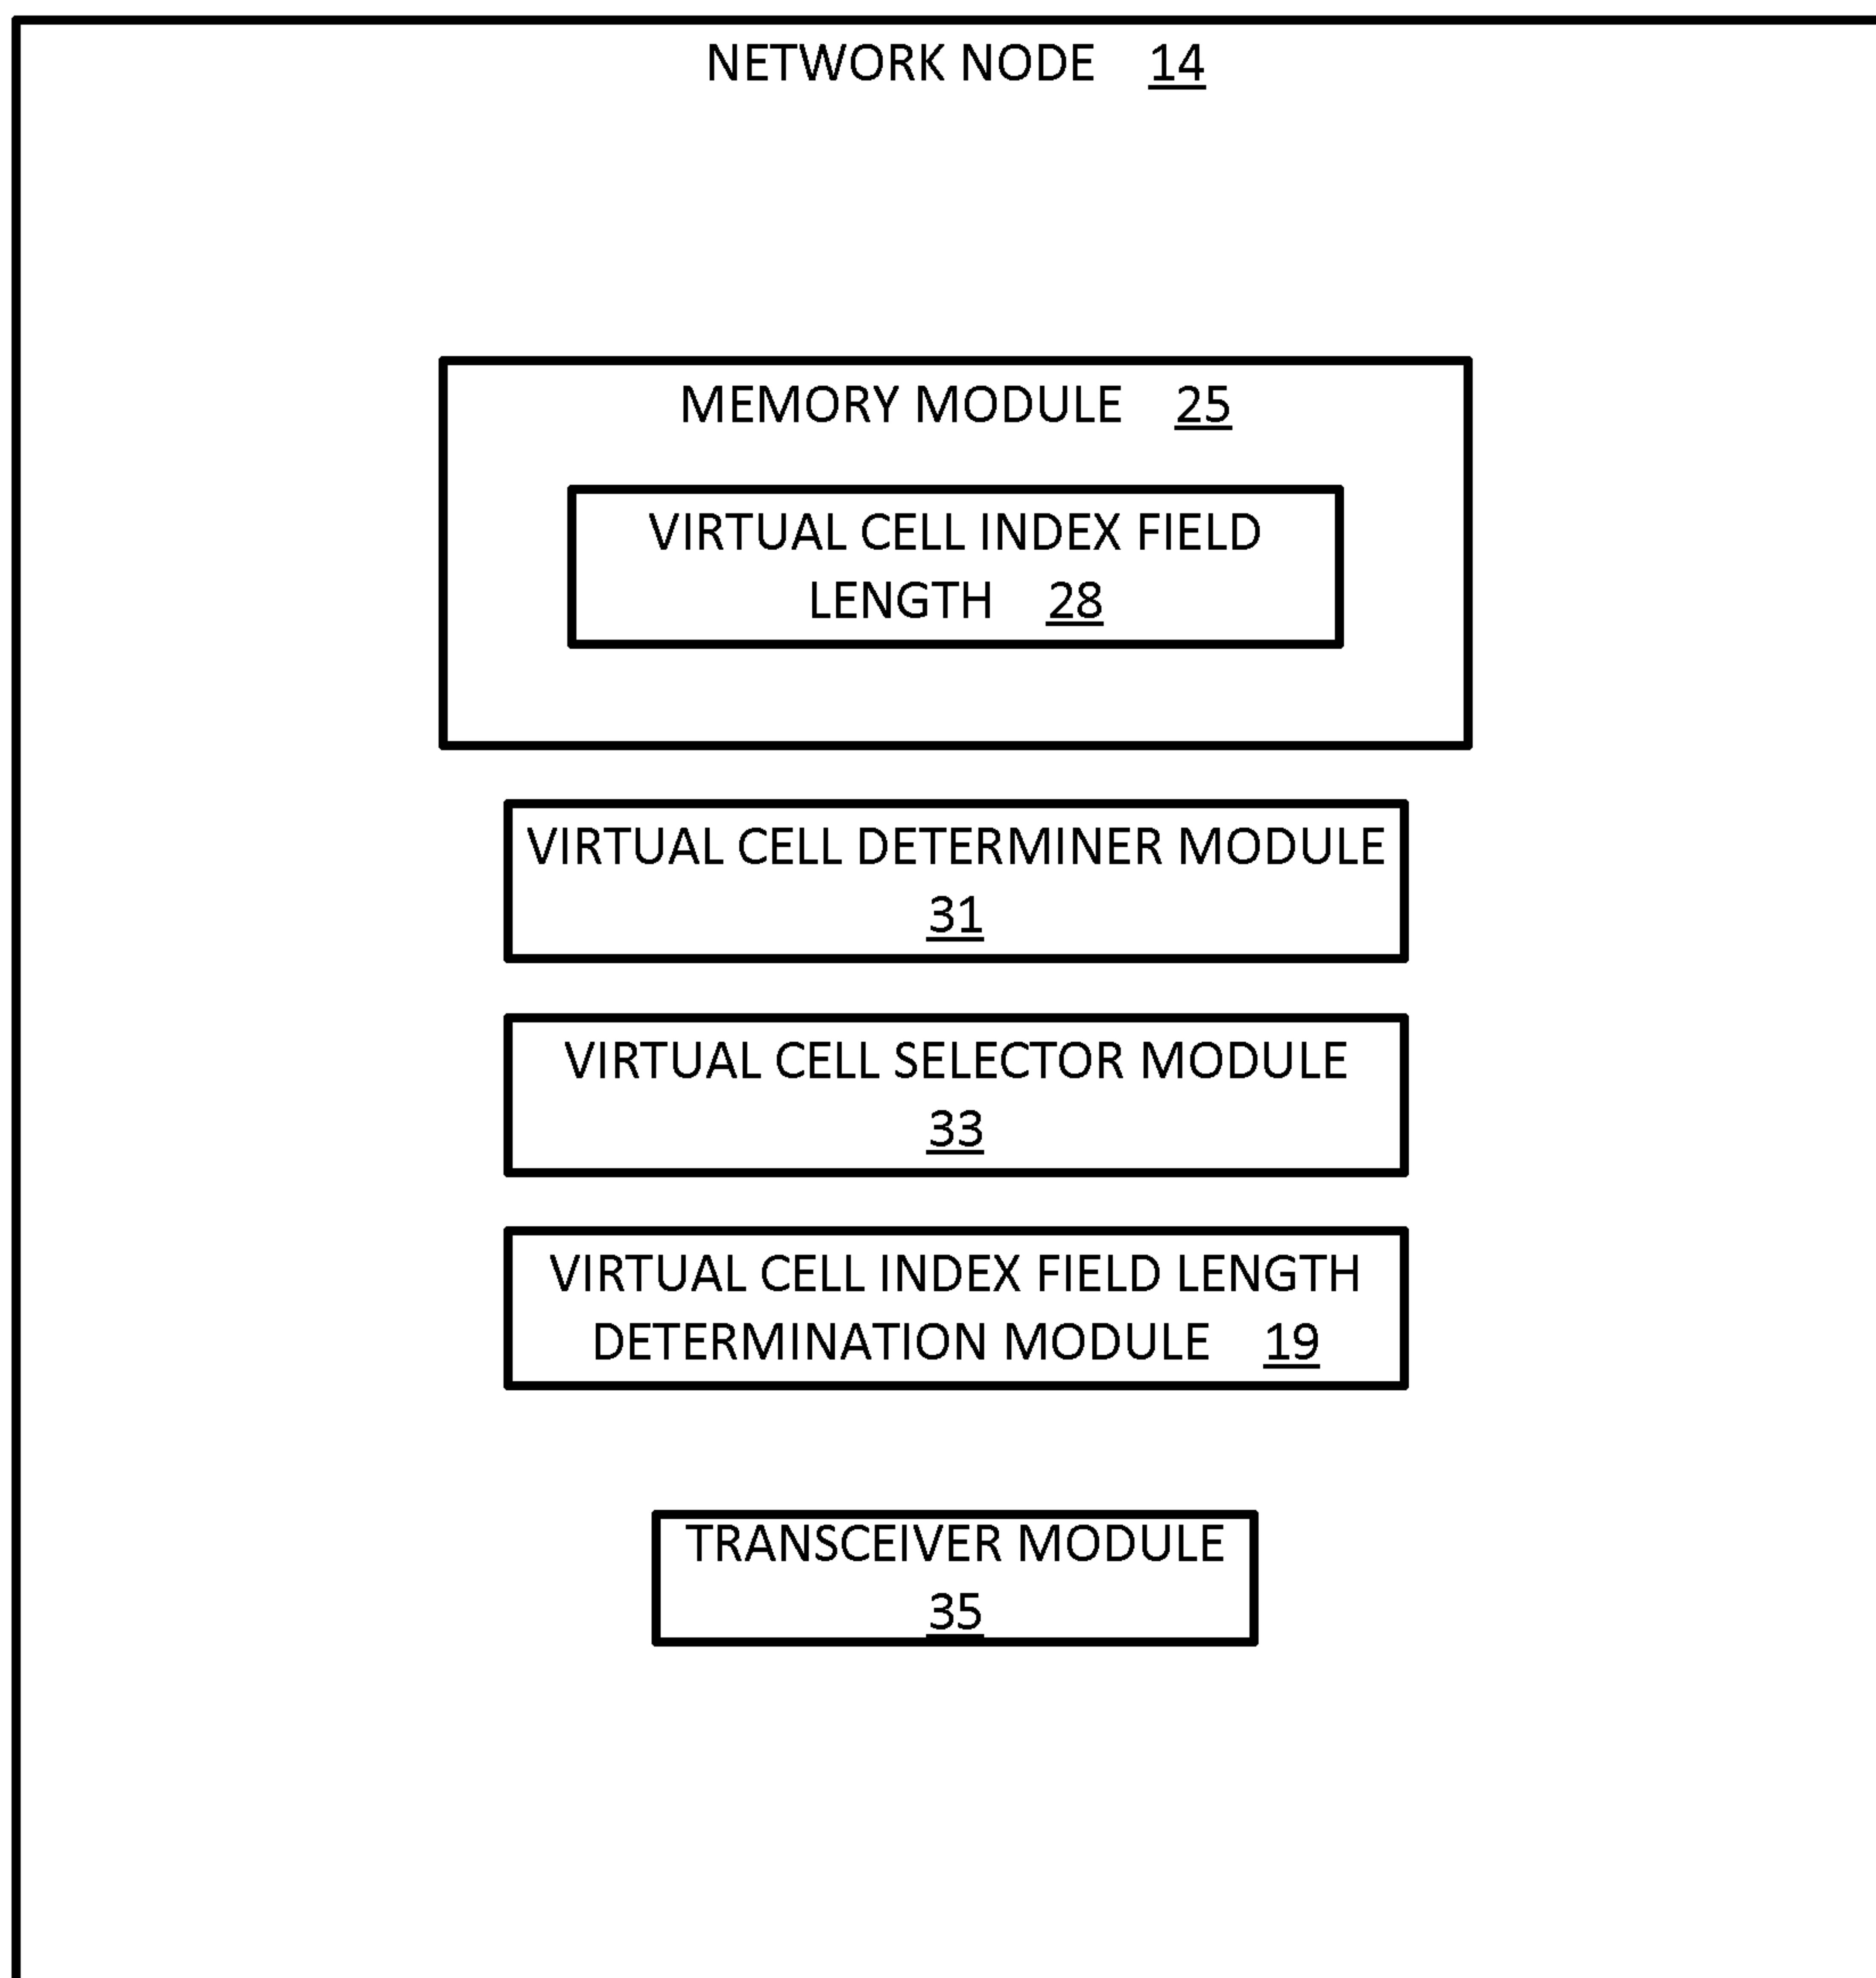 NETWORK NODE 14
MEMORY MODULE 25
VIRTUAL CELL INDEX FIELD
LENGTH 28
VIRTUAL CELL DETERMINER MODULE
31
VIRTUAL CELL SELECTOR MODULE
33
VIRTUAL CELL INDEX FIELD LENGTH
DETERMINATION MODULE 19
TRANSCEIVER MODULE
35